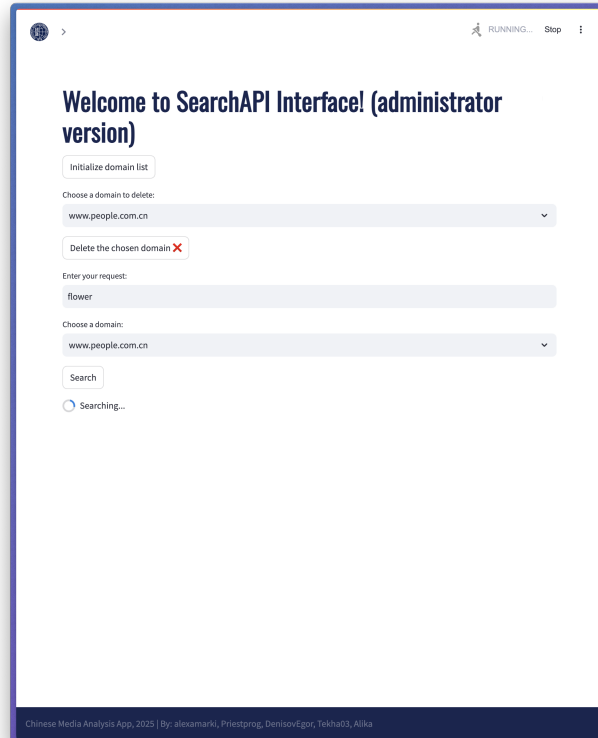 RUNNING...
Stop
Welcome to SearchAPI Interface! (administrator
version)
Initialize domain list
Choose a domain to delete:
www.people.com.cn
Delete the chosen domain ❌
Enter your request:
flower
Choose a domain:
www.people.com.cn
Search
Searching...
Chinese Media Analysis App, 2025 | By: alexamarki, Priestprog, DenisovEgor, Tekha03, Alika